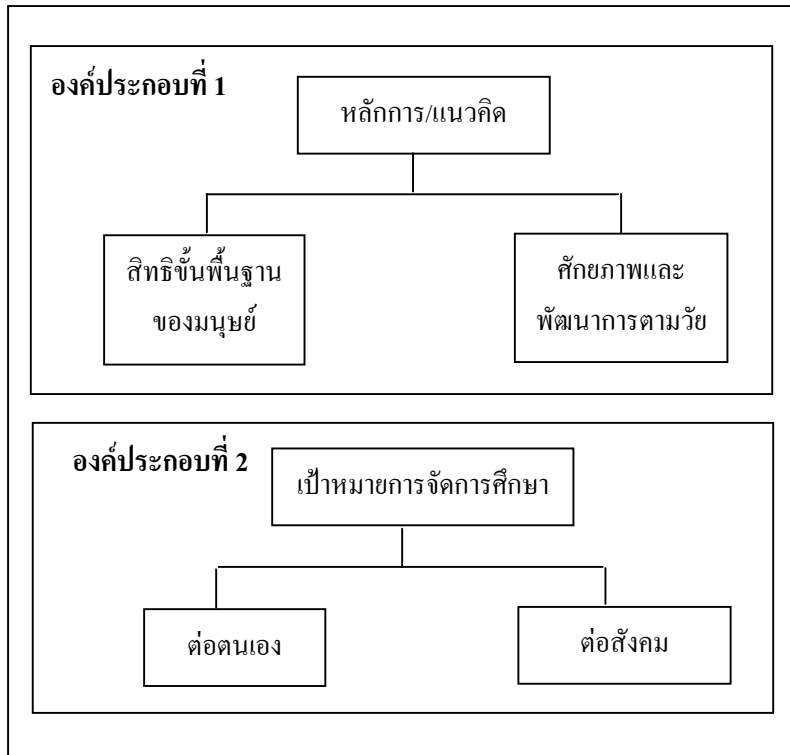 องค์ประกอบที่ 1
หลักการ/แนวคิด
สิทธิขั้นพื้นฐาน
ของมนุษย์
ศักยภาพและ
พัฒนาการตามวัย
องค์ประกอบที่ 2
เป้าหมายการจัดการศึกษา
ต่อตนเอง
ต่อสังคม